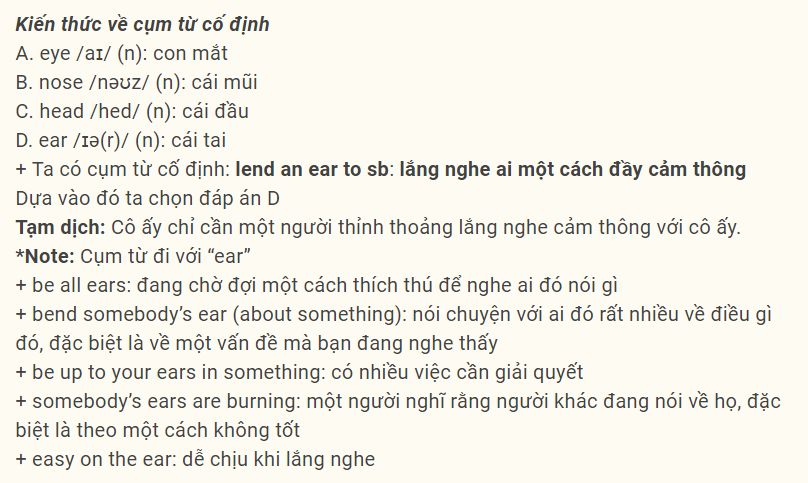 Kiến thức về cụm từ cố định
A. eye /aɪ/ (n): con mắt
B. nose /nəʊz/ (n): cái mũi
C. head /hed/ (n): cái đầu
D. ear /ɪə(r)/ (n): cái tai
+ Ta có cụm từ cố định: lend an ear to sb: lắng nghe ai một cách đầy cảm thông
Dựa vào đó ta chọn đáp án D
Tạm dịch: Cô ấy chỉ cần một người thỉnh thoảng lắng nghe cảm thông với cô ấy.
*Note: Cụm từ đi với “ear”
+ be all ears: đang chờ đợi một cách thích thú để nghe ai đó nói gì
+ bend somebody’s ear (about something): nói chuyện với ai đó rất nhiều về điều gì
đó, đặc biệt là về một vấn đề mà bạn đang nghe thấy
+ be up to your ears in something: có nhiều việc cần giải quyết
+ somebody’s ears are burning: một người nghĩ rằng người khác đang nói về họ, đặc
biệt là theo một cách không tốt
+ easy on the ear: dễ chịu khi lắng nghe